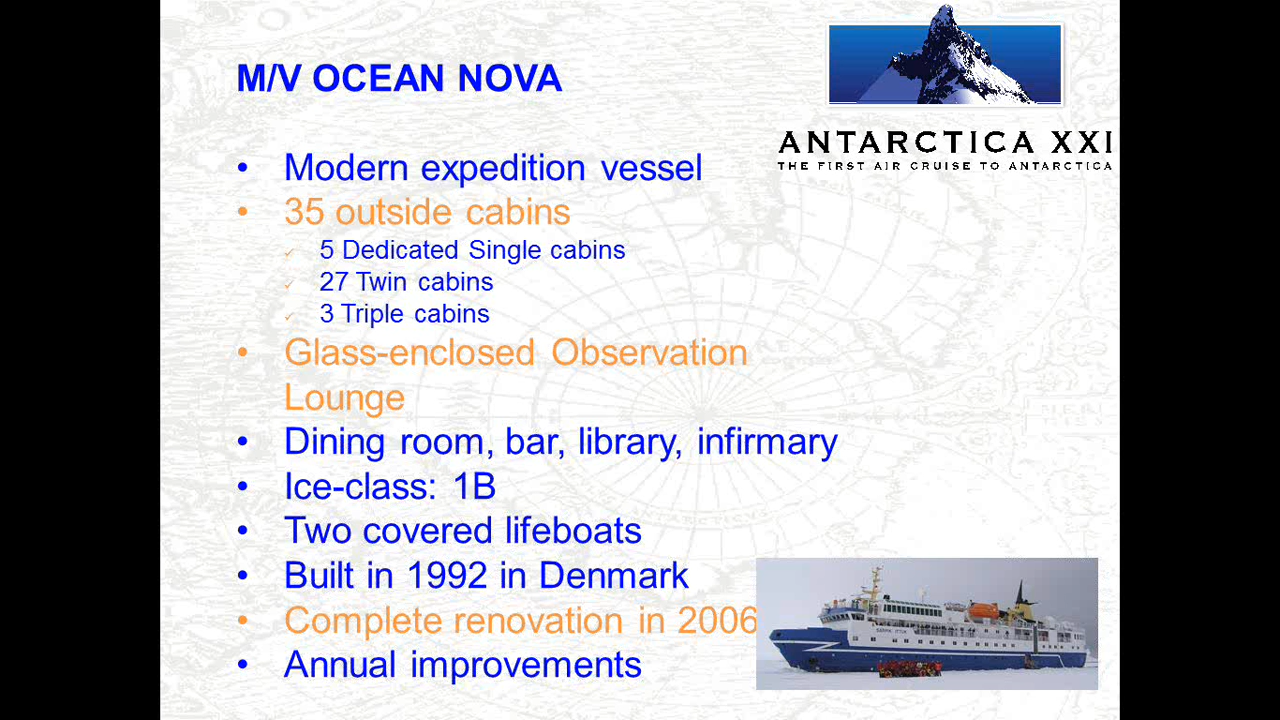 M/V OCEAN NOVA
ANTARCTICA XXI
THE FIRST AIR CRUISE TO ANTARCTICA
• Modern expedition vessel
• 35 outside cabins
✓ 5 Dedicated Single cabins
✓ 27 Twin cabins
✓ 3 Triple cabins
• Glass-enclosed Observation
Lounge
• Dining room, bar, library, infirmary
• Ice-class: 1B
• Two covered lifeboats
• Built in 1992 in Denmark
• Complete renovation in 2006
• Annual improvements